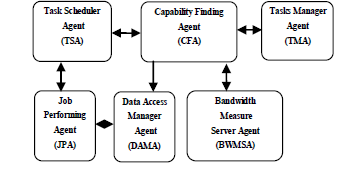 Task Scheduler
Agent
(TSA)
Capability Finding
Agent
(CFA)
Tasks Manager
Agent
(TMA)
Job
Performing
Agent
(JPA)
Data Access
Manager
Agent
(DAMA)
Bandwidth
Measure
Server Agent
(BWMSA)